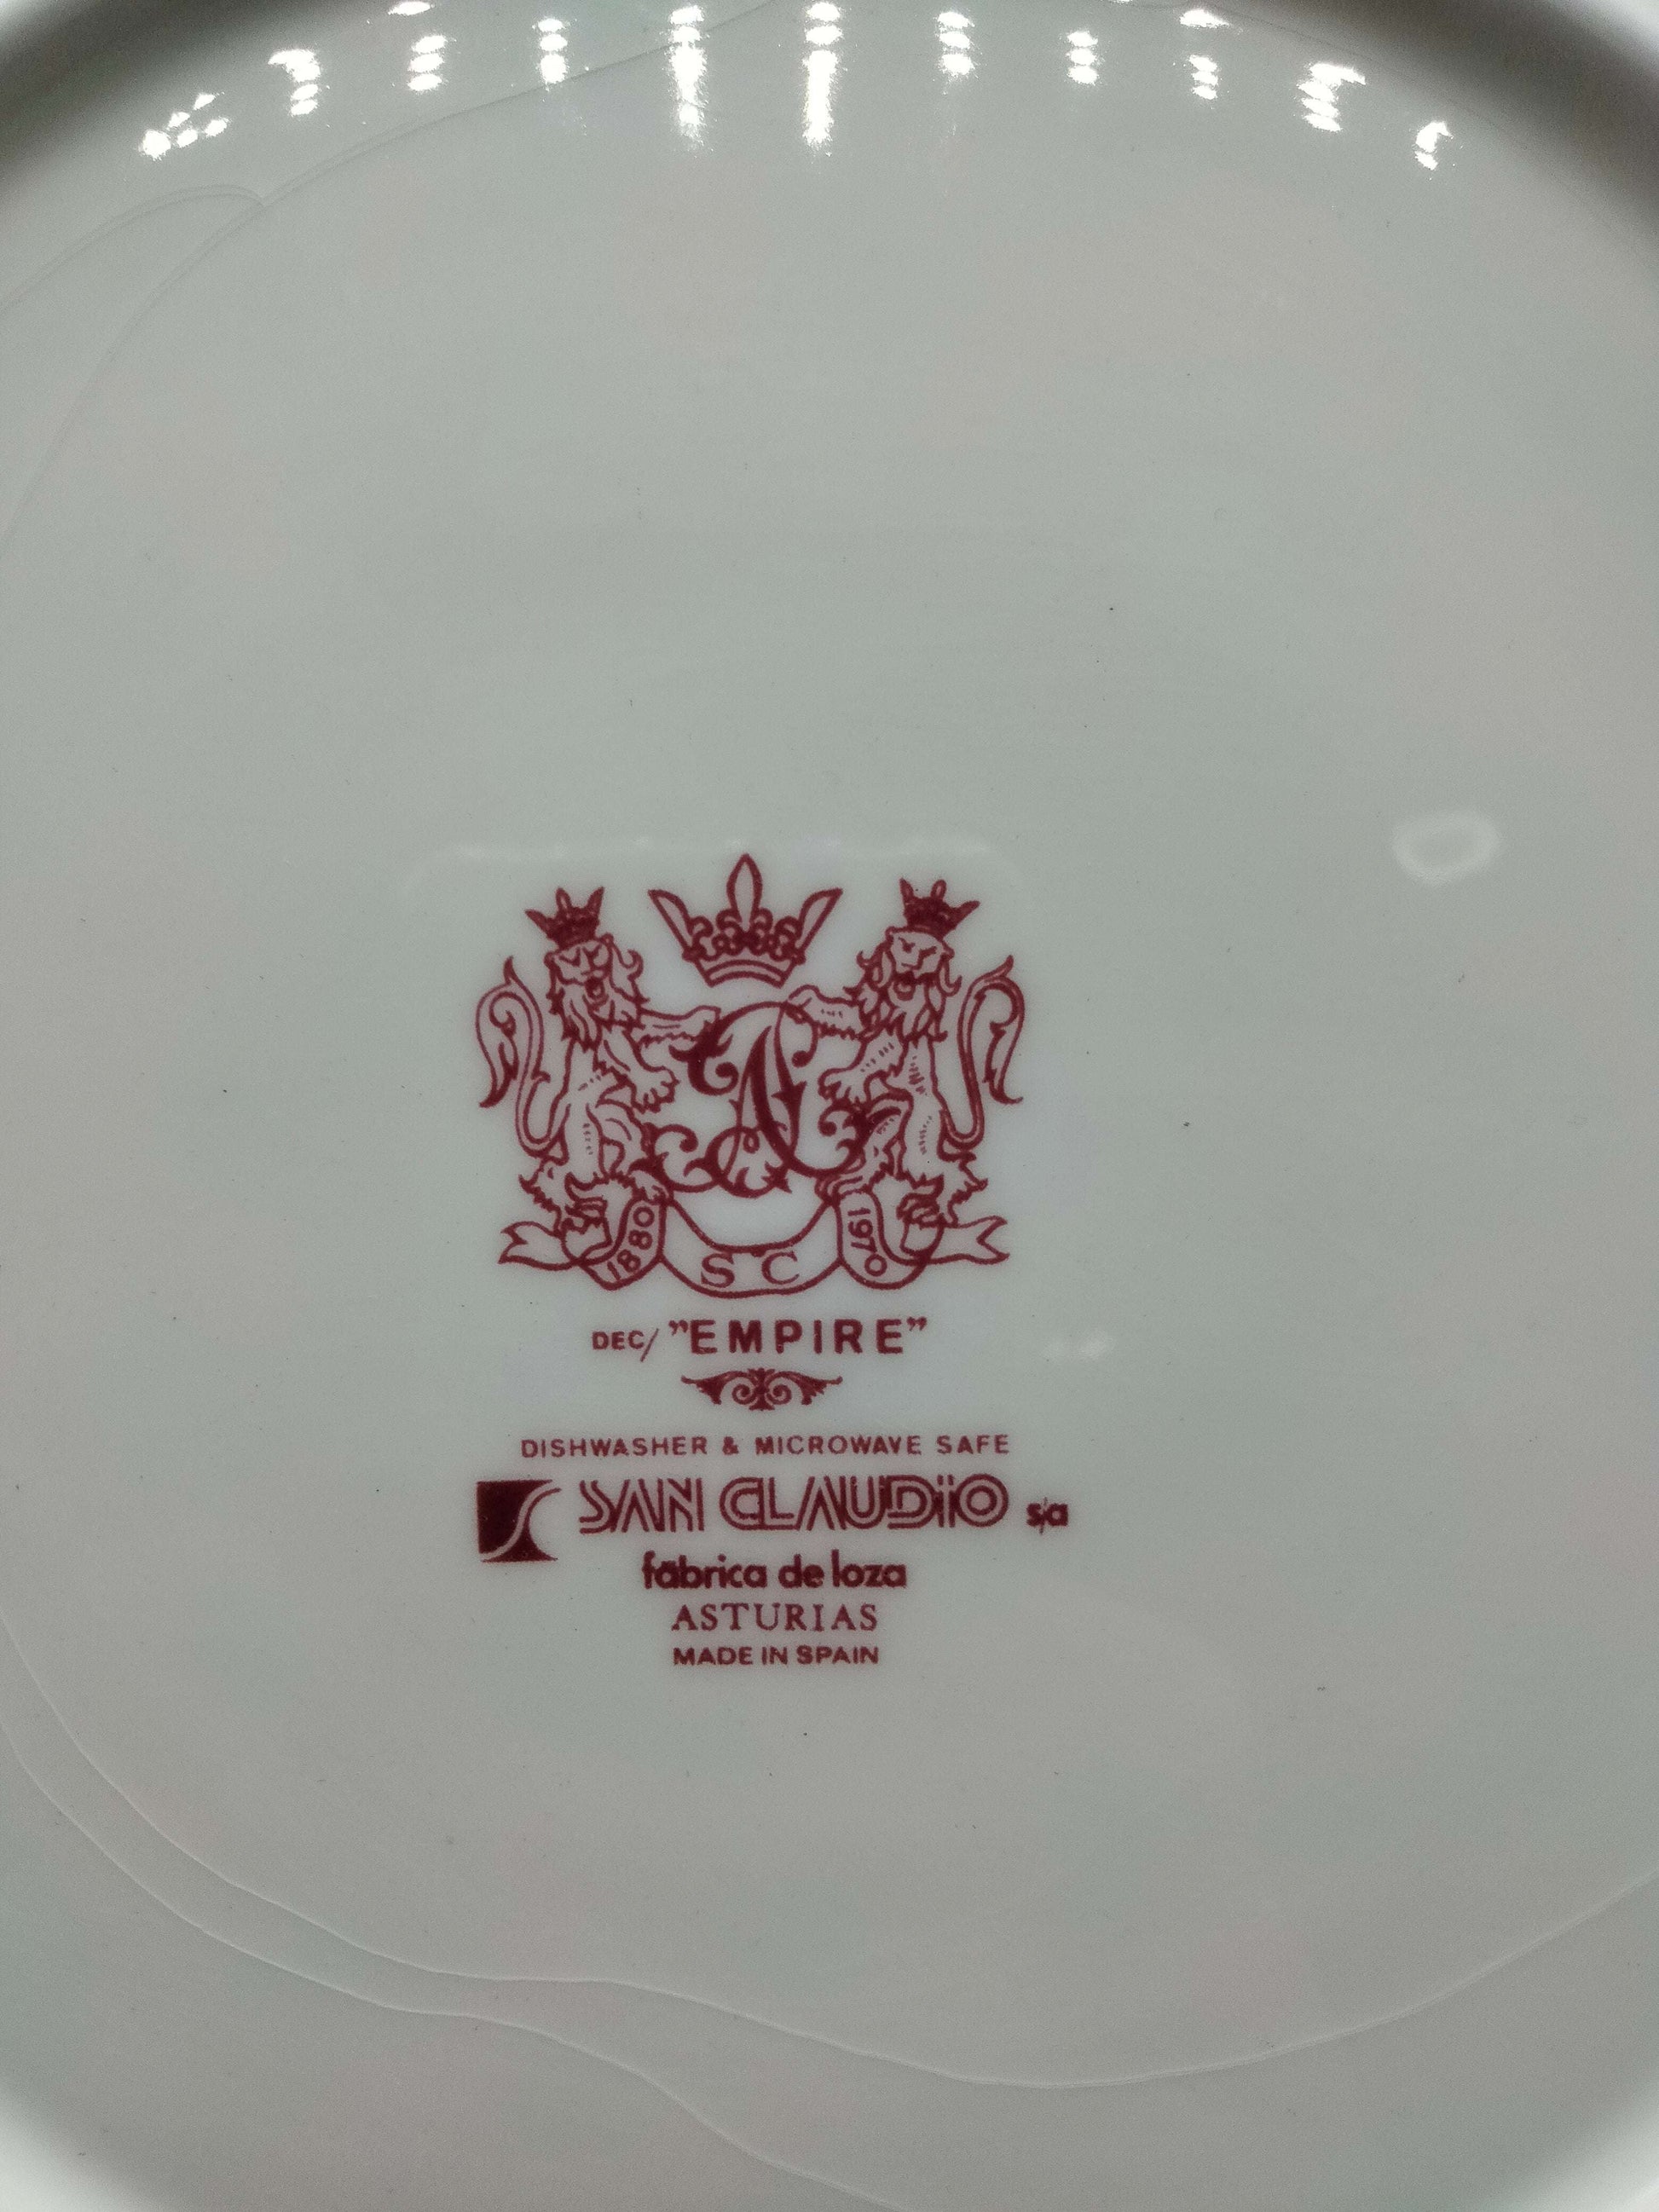 1880 SC 1970
DEC/ "EMPIRE"
DISHWASHER & MICROWAVE SAFE
SAN CLAUDIO s/a
fábrica de loza
ASTURIAS
MADE IN SPAIN